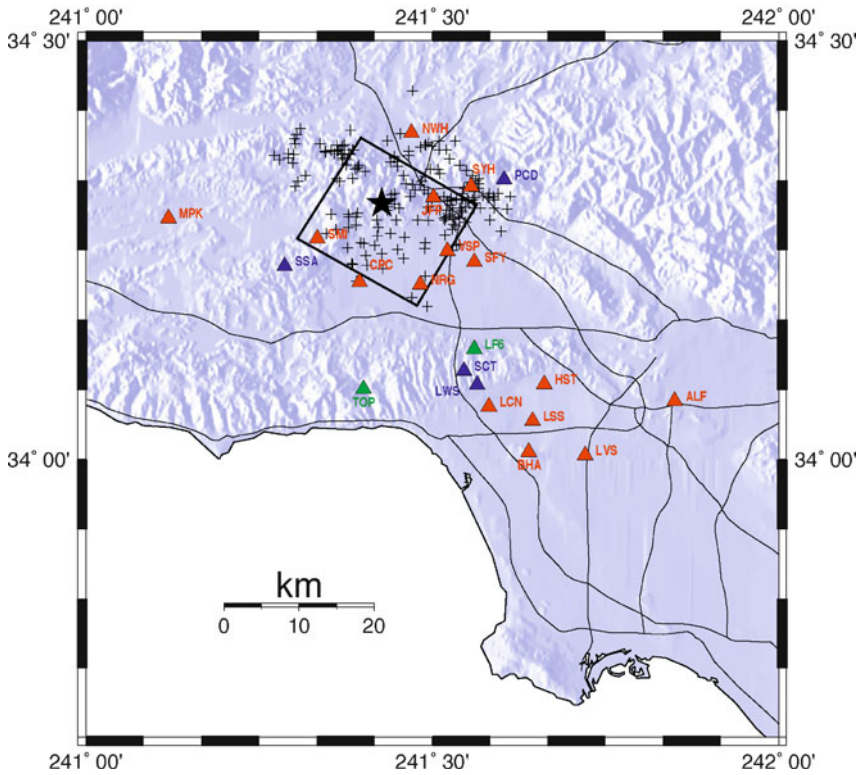 241° 00' 241° 30' 242° 00'
34° 30' 34° 30'
NWH
SYH
PCD
JFP
MPK
SMI
VSP
SSA
SFY
CPC
NRG
LF6
SCT
LWS
HST
TOP
LCN
ALF
LSS
34° 00' 34° 00'
BHA
LVS
km
0 10 20
241° 00' 241° 30' 242° 00'